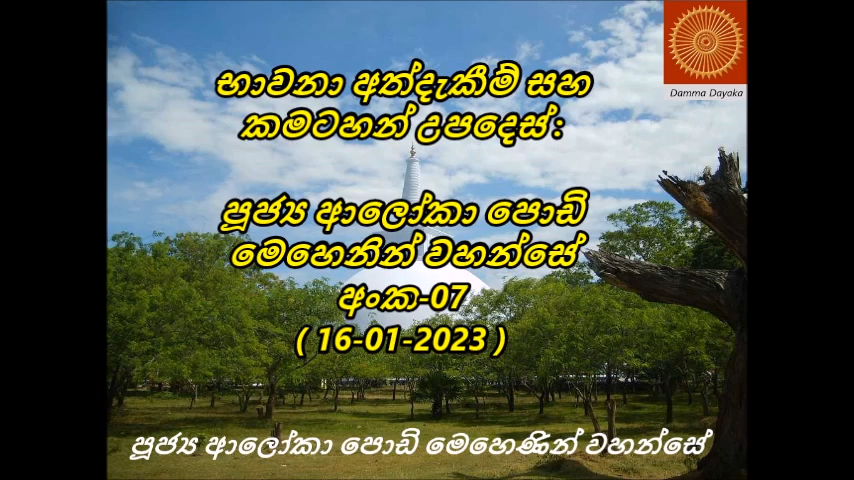 Damma Dayaka
භාවනා අත්දැකීම් සහ
කමටහන් උපදෙස්:
පූජ්‍ය ආලෝකා පොඩි
මෙහෙනින් වහන්සේ
අංක-07
( 16-01-2023 )
පූජ්‍ය ආලෝකා පොඩි මෙහෙණින් වහන්සේ